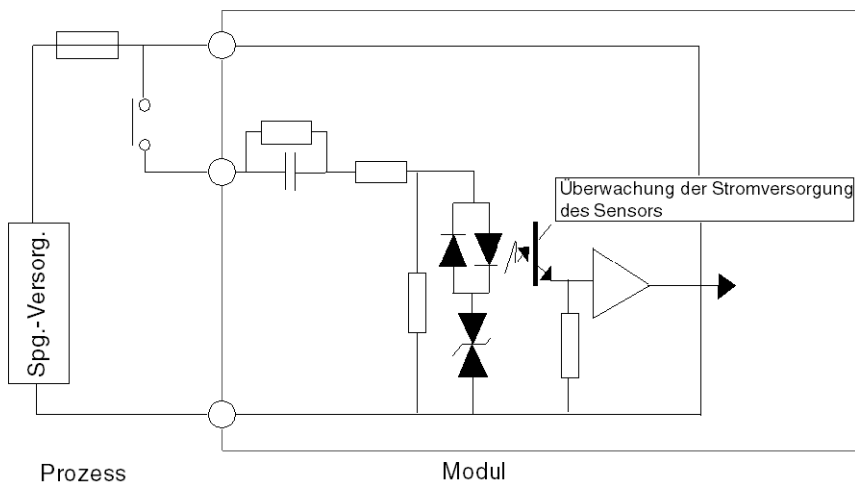 Überwachung der Stromversorgung
des Sensors
Spg.-Versorg.
Prozess
Modul